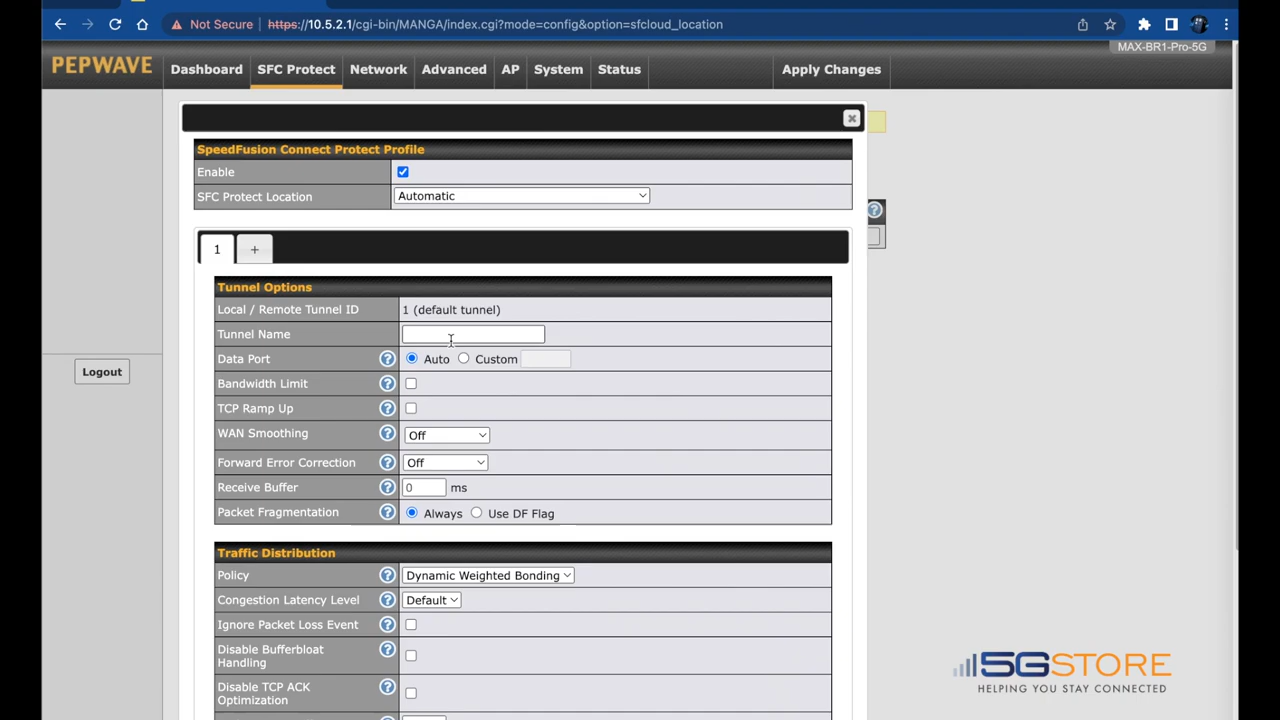 Not Secure https://10.5.2.1/cgi-bin/MANGA/index.cgi?mode=config&option=sfcloud_location
MAX-BR1-Pro-5G
PEPWAVE Dashboard SFC Protect Network Advanced AP System Status Apply Changes
SpeedFusion Connect Protect Profile
Enable
SFC Protect Location Automatic
1 +
Tunnel Options
Local / Remote Tunnel ID 1 (default tunnel)
Tunnel Name
Data Port ? Auto Custom
Logout
Bandwidth Limit ?
TCP Ramp Up ?
WAN Smoothing ? Off
Forward Error Correction ? Off
Receive Buffer ? 0 ms
Packet Fragmentation ? Always Use DF Flag
Traffic Distribution
Policy ? Dynamic Weighted Bonding
Congestion Latency Level ? Default
Ignore Packet Loss Event ?
Disable Bufferbloat
Handling ?
Disable TCP ACK
Optimization ?
5GSTORE
HELPING YOU STAY CONNECTED